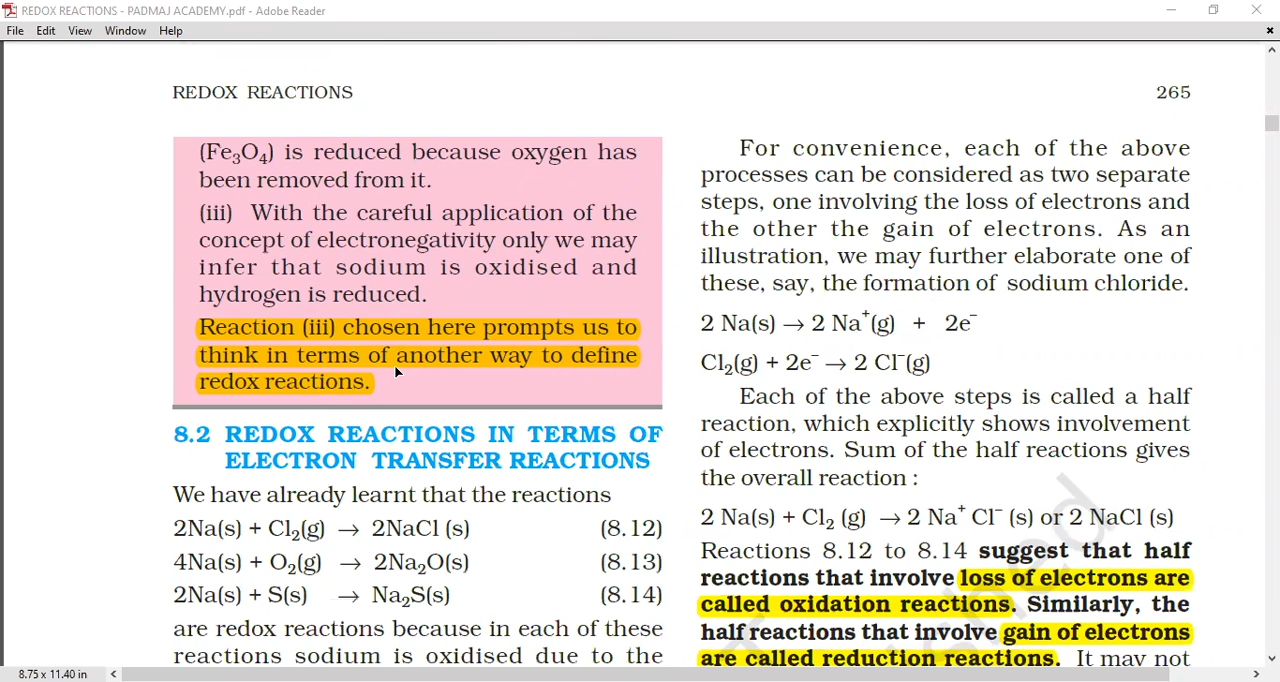 REDOX REACTIONS - PADMAJ ACADEMY.pdf - Adobe Reader
File Edit View Window Help
REDOX REACTIONS 265
(Fe₃O₄) is reduced because oxygen has
been removed from it.
(iii) With the careful application of the
concept of electronegativity only we may
infer that sodium is oxidised and
hydrogen is reduced.
Reaction (iii) chosen here prompts us to
think in terms of another way to define
redox reactions.
8.2 REDOX REACTIONS IN TERMS OF
ELECTRON TRANSFER REACTIONS
We have already learnt that the reactions
2Na(s) + Cl₂(g) → 2NaCl (s) (8.12)
4Na(s) + O₂(g) → 2Na₂O(s) (8.13)
2Na(s) + S(s) → Na₂S(s) (8.14)
are redox reactions because in each of these
reactions sodium is oxidised due to the
For convenience, each of the above
processes can be considered as two separate
steps, one involving the loss of electrons and
the other the gain of electrons. As an
illustration, we may further elaborate one of
these, say, the formation of sodium chloride.
2 Na(s) → 2 Na⁺(g) + 2e⁻
Cl₂(g) + 2e⁻ → 2 Cl⁻(g)
Each of the above steps is called a half
reaction, which explicitly shows involvement
of electrons. Sum of the half reactions gives
the overall reaction :
2 Na(s) + Cl₂ (g) → 2 Na⁺ Cl⁻ (s) or 2 NaCl (s)
Reactions 8.12 to 8.14 suggest that half
reactions that involve loss of electrons are
called oxidation reactions. Similarly, the
half reactions that involve gain of electrons
are called reduction reactions. It may not
8.75 x 11.40 in